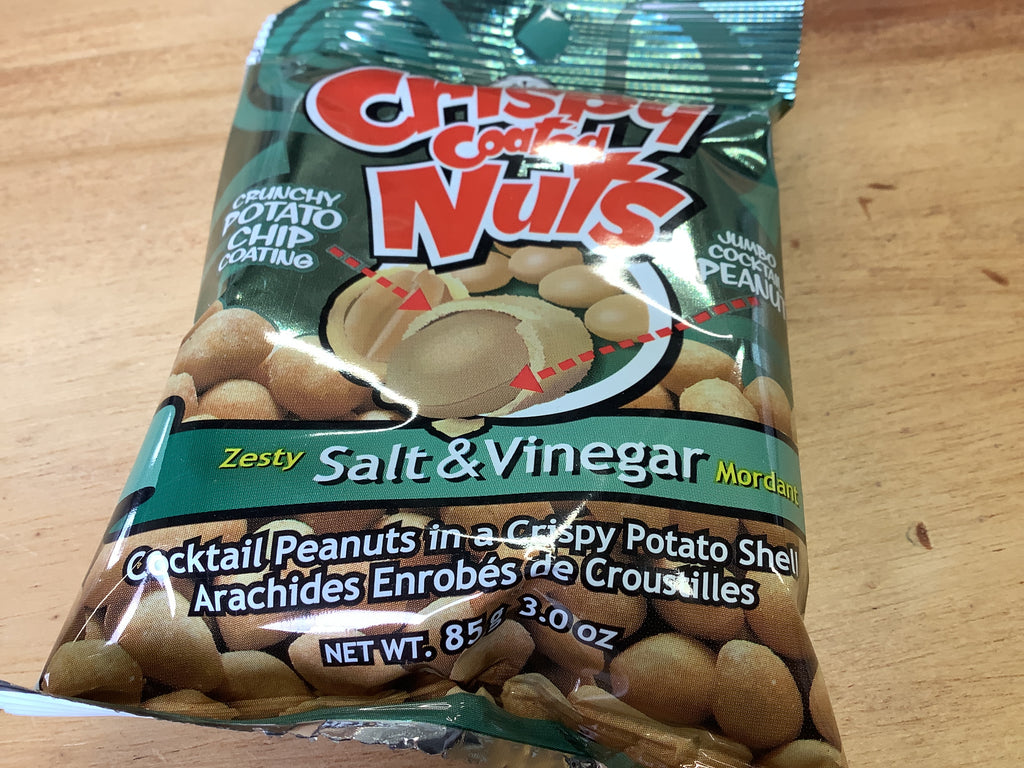 Crispy
Coated
Nuts
CRUNCHY
POTATO
CHIP
COATING
JUMBO
COCKTAIL
PEANUT
Zesty Salt & Vinegar Mordant
Cocktail Peanuts in a Crispy Potato Shell
Arachides Enrobés de Croustilles
NET WT. 85 g 3.0 OZ